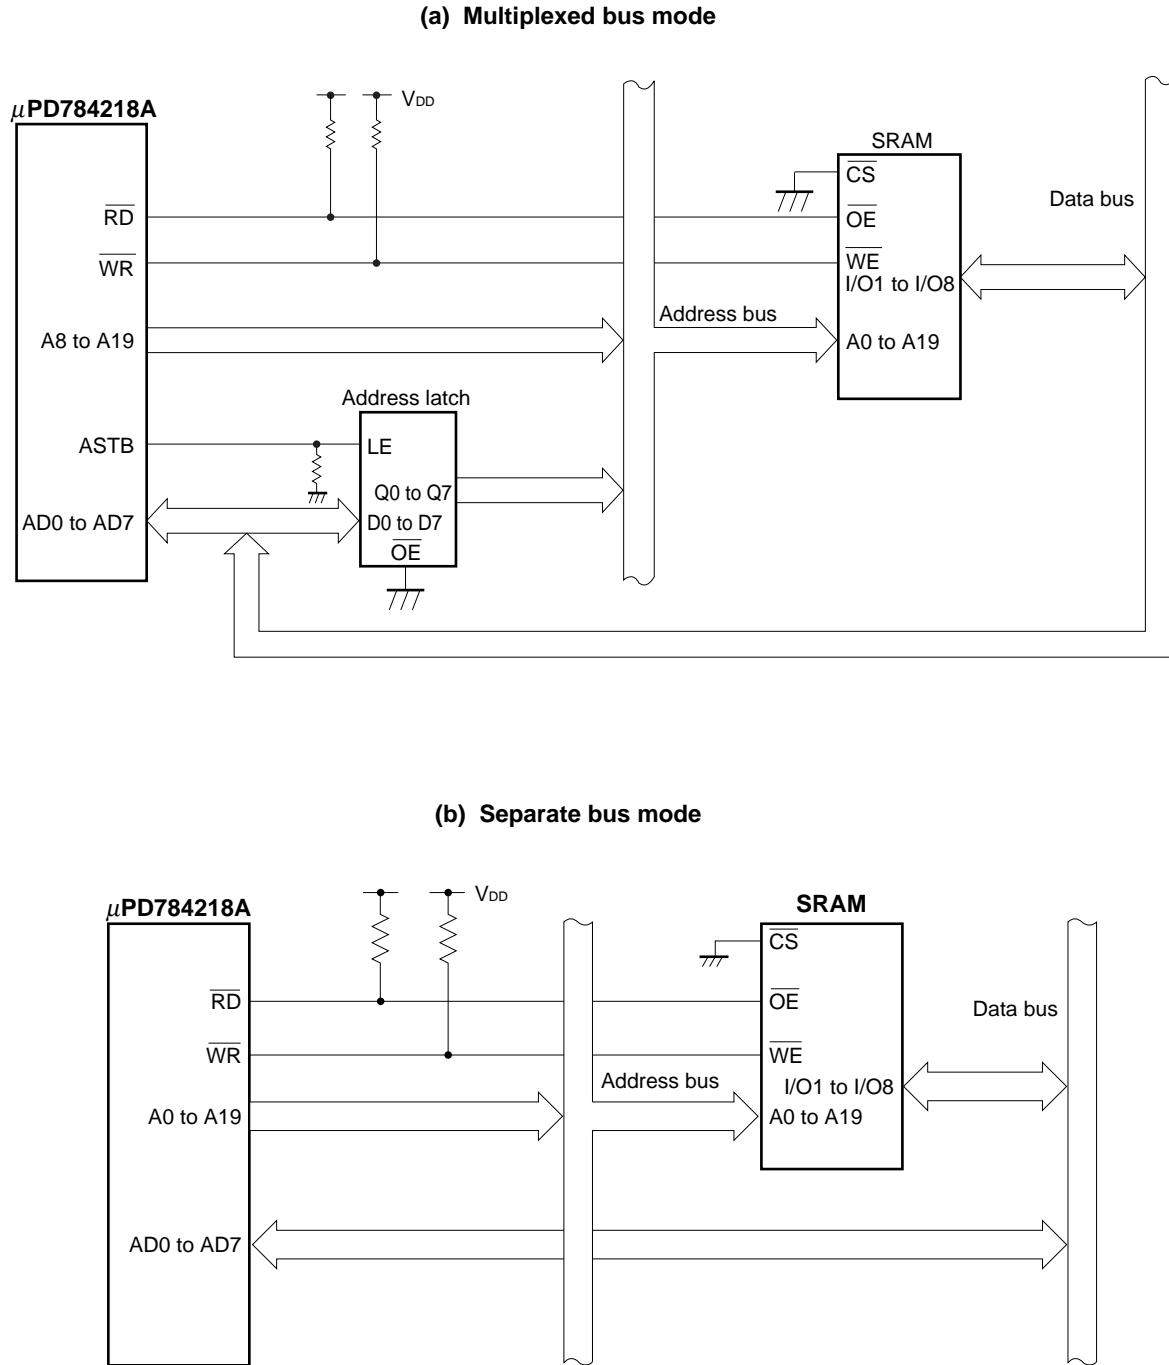 (a) Multiplexed bus mode
μPD784218A
VDD
SRAM
CS
RD
OE
Data bus
WR
WE
I/O1 to I/O8
Address bus
A8 to A19
A0 to A19
Address latch
ASTB
LE
Q0 to Q7
AD0 to AD7
D0 to D7
OE
(b) Separate bus mode
μPD784218A
VDD
SRAM
CS
RD
OE
Data bus
WR
WE
Address bus
I/O1 to I/O8
A0 to A19
A0 to A19
AD0 to AD7